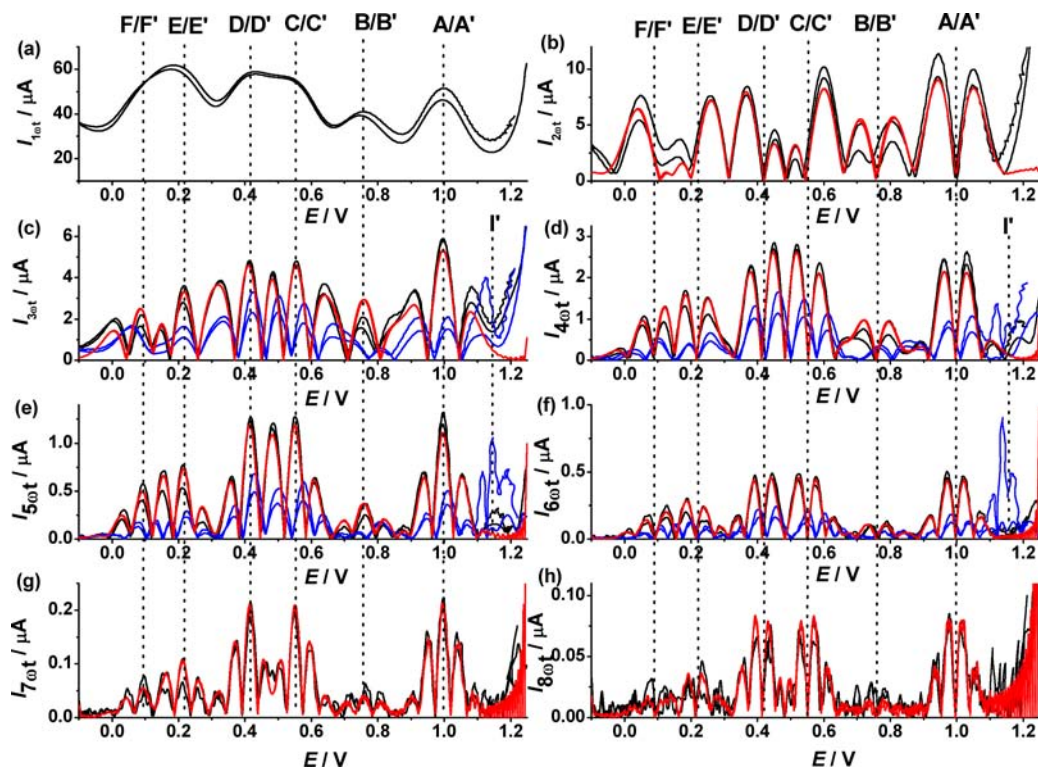 F/F' E/E' D/D' C/C' B/B' A/A'
(a)
60
40
20
I1ωt / μA
0.0 0.2 0.4 0.6 0.8 1.0 1.2
E / V
F/F' E/E' D/D' C/C' B/B' A/A'
(b)
10
5
0
I2ωt / μA
0.0 0.2 0.4 0.6 0.8 1.0 1.2
E / V
(c)
6
4
2
0
I3ωt / μA
I'
0.0 0.2 0.4 0.6 0.8 1.0 1.2
E / V
(d)
3
2
1
0
I4ωt / μA
I'
0.0 0.2 0.4 0.6 0.8 1.0 1.2
E / V
(e)
1.0
0.5
0.0
I5ωt / μA
0.0 0.2 0.4 0.6 0.8 1.0 1.2
E / V
(f)
1.0
0.5
0.0
I6ωt / μA
0.0 0.2 0.4 0.6 0.8 1.0 1.2
E / V
(g)
0.2
0.1
0.0
I7ωt / μA
0.0 0.2 0.4 0.6 0.8 1.0 1.2
E / V
(h)
0.10
0.05
0.00
I8ωt / μA
0.0 0.2 0.4 0.6 0.8 1.0 1.2
E / V